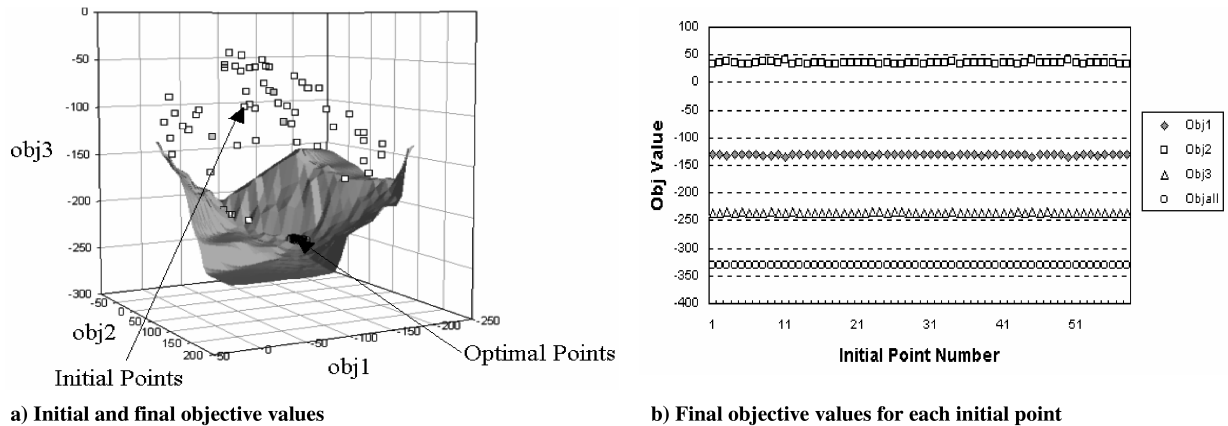 0
-50
-100
obj3
-150
-200
-250
-300
-50
0
50
100
150
200
obj2
50
0
-50
-100
-150
-200
-250
obj1
Initial Points
Optimal Points
a) Initial and final objective values
100
50
0
-50
-100
-150
-200
-250
-300
-350
-400
Obj Value
1
11
21
31
41
51
Initial Point Number
Obj1
Obj2
Obj3
Objall
b) Final objective values for each initial point